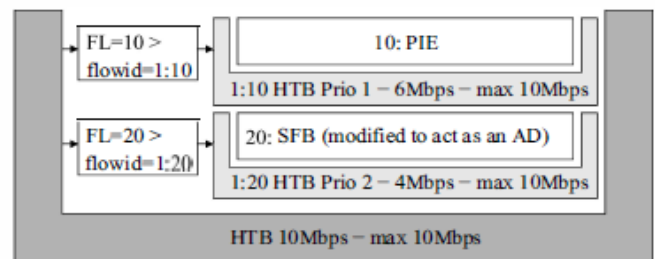 FL=10 >
flowid=1:10
10: PIE
1:10 HTB Prio 1 − 6Mbps − max 10Mbps
FL=20 >
flowid=1:20
20: SFB (modified to act as an AD)
1:20 HTB Prio 2 − 4Mbps − max 10Mbps
HTB 10Mbps − max 10Mbps